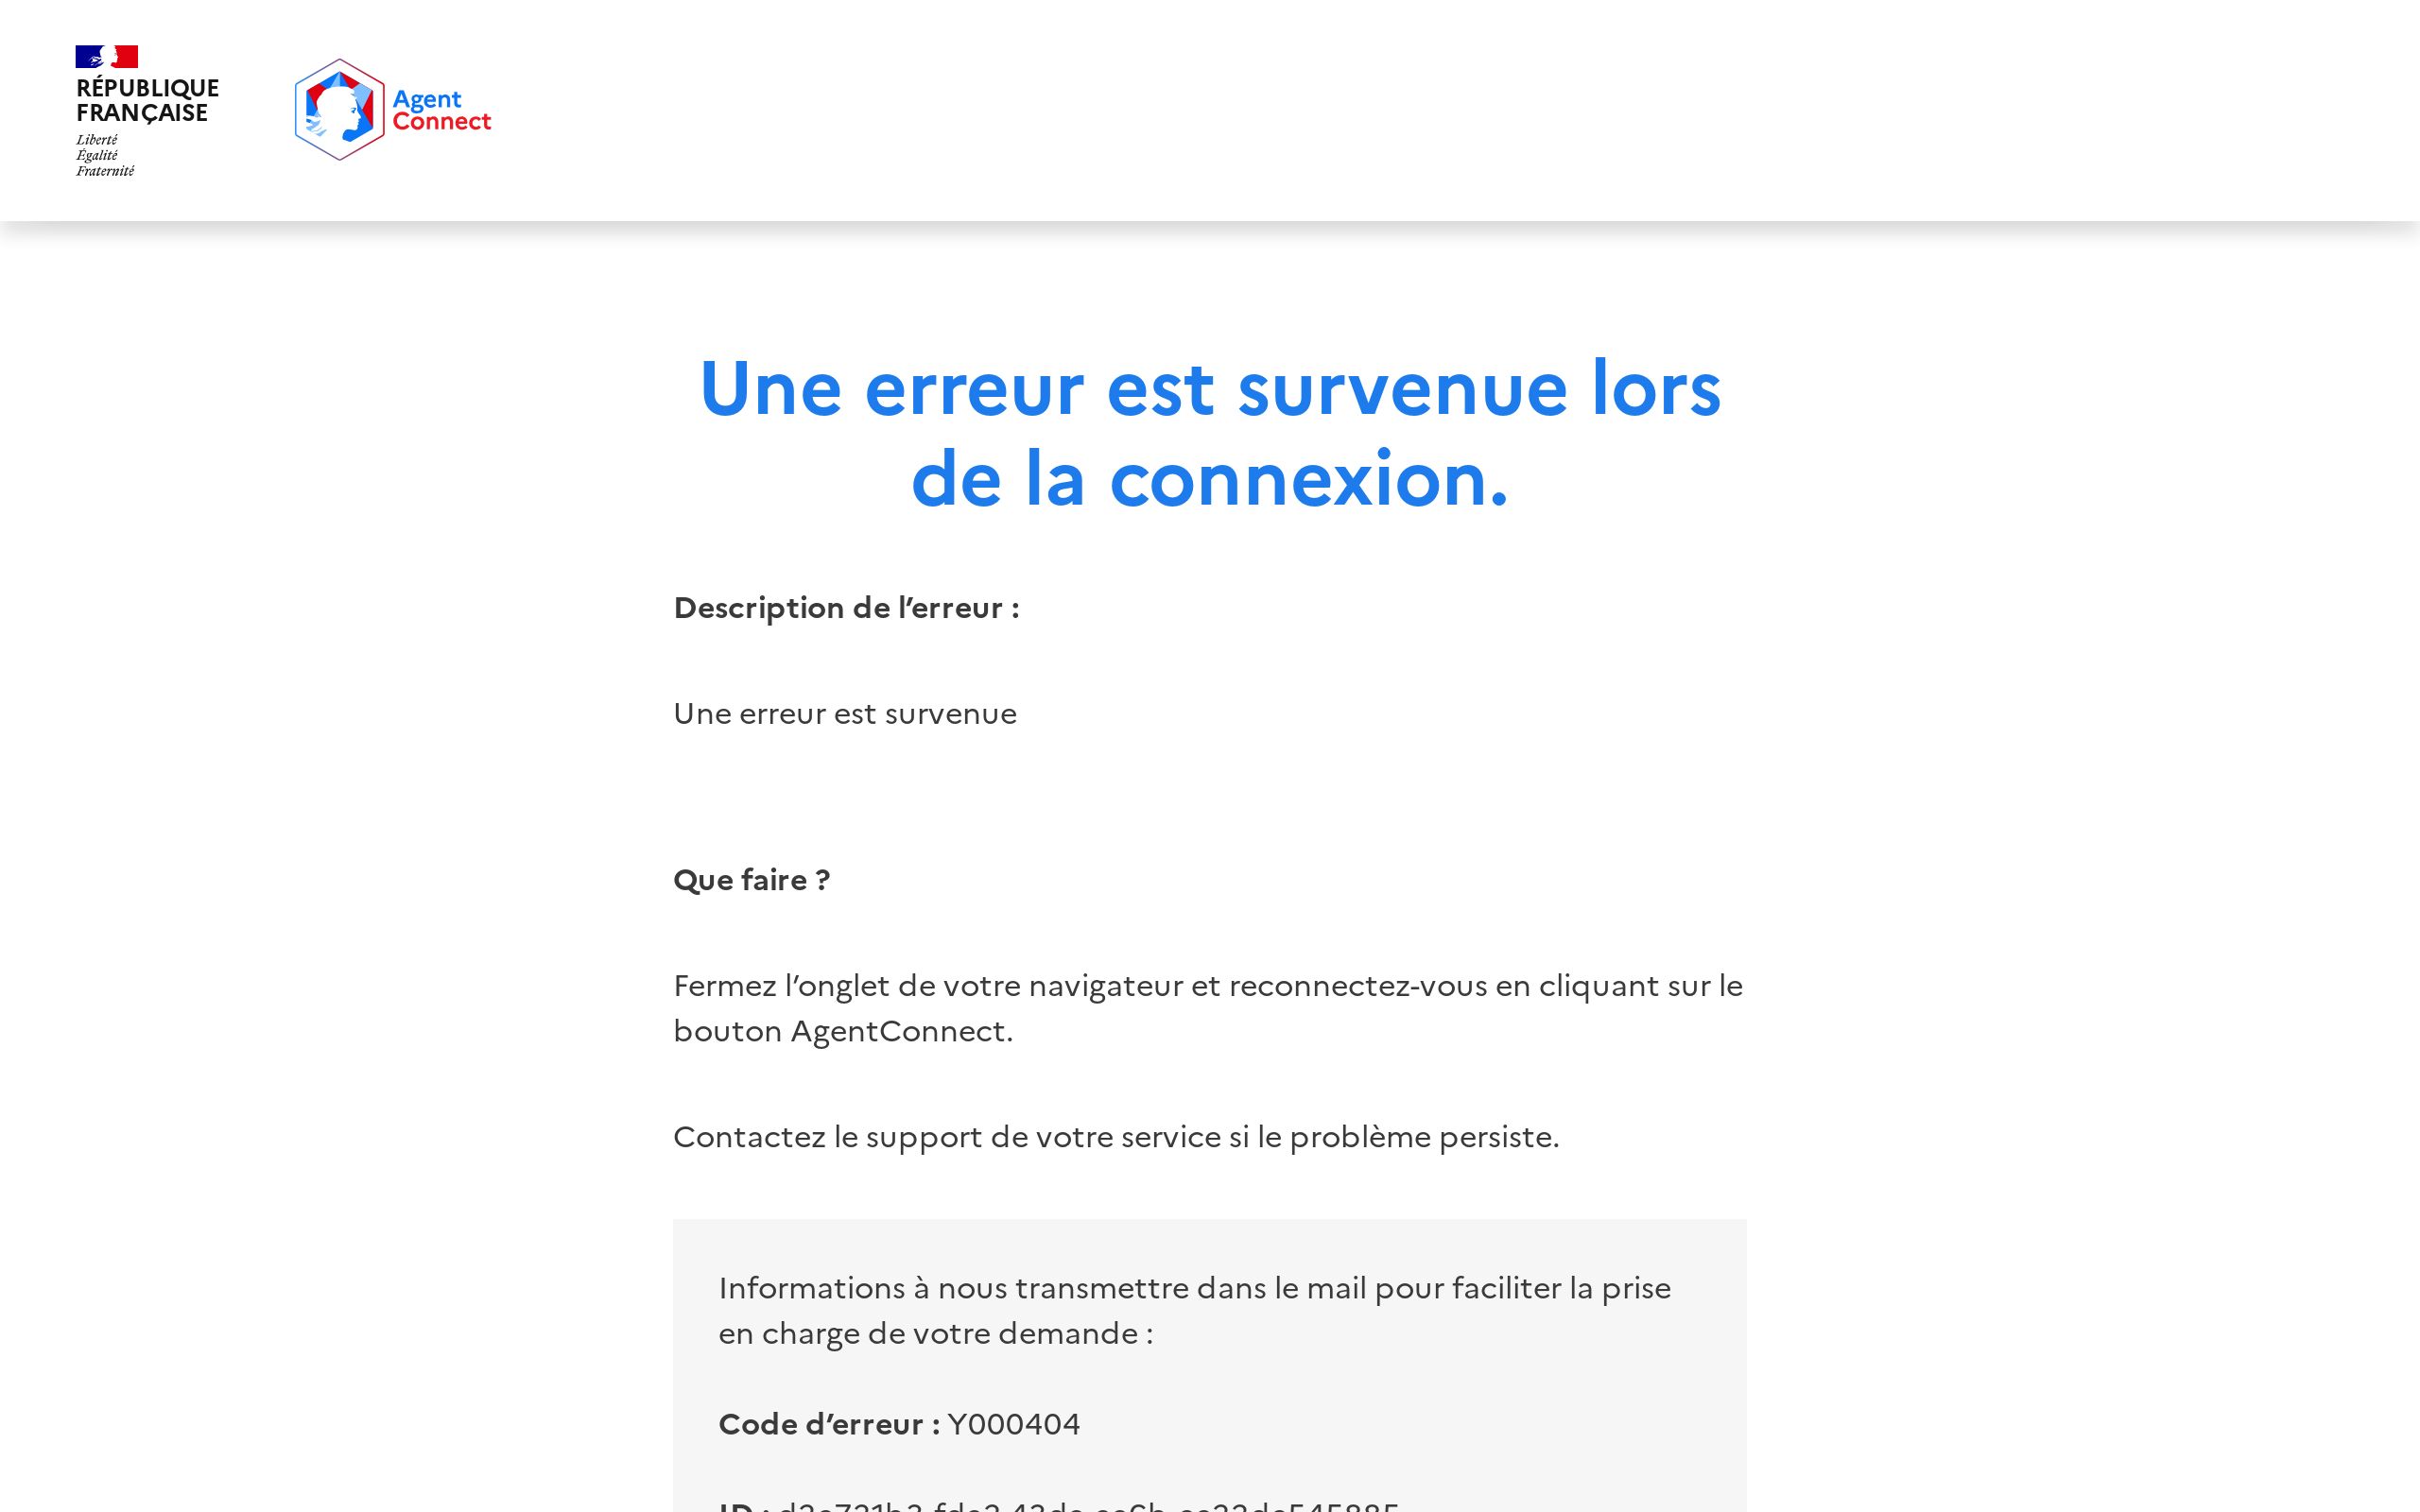 RÉPUBLIQUE
FRANÇAISE
Liberté
Égalité
Fraternité
Agent
Connect
Une erreur est survenue lors
de la connexion.
Description de l’erreur :
Une erreur est survenue
Que faire ?
Fermez l’onglet de votre navigateur et reconnectez-vous en cliquant sur le
bouton AgentConnect.
Contactez le support de votre service si le problème persiste.
Informations à nous transmettre dans le mail pour faciliter la prise
en charge de votre demande :
Code d’erreur : Y000404
ID :